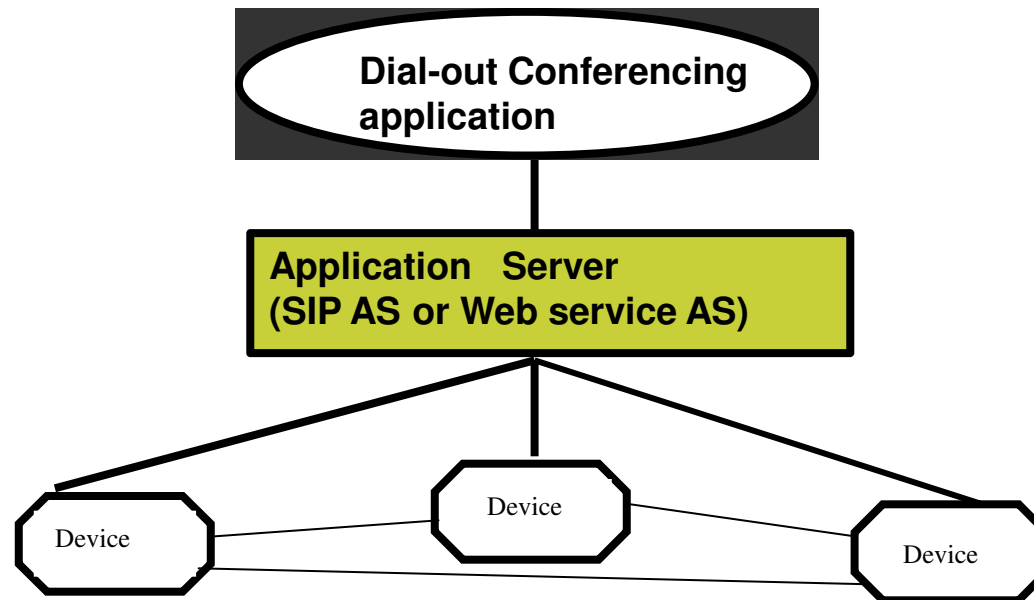 Dial-out Conferencing
application
Application Server
(SIP AS or Web service AS)
Device
Device
Device